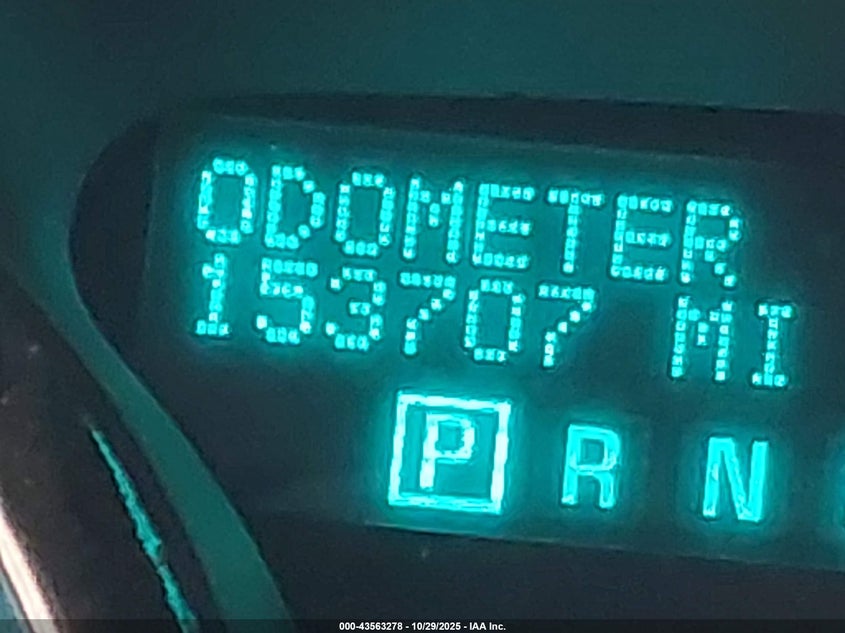 ODOMETER
153707 MI
P R N
000-43563278 - 10/29/2025 - IAA Inc.